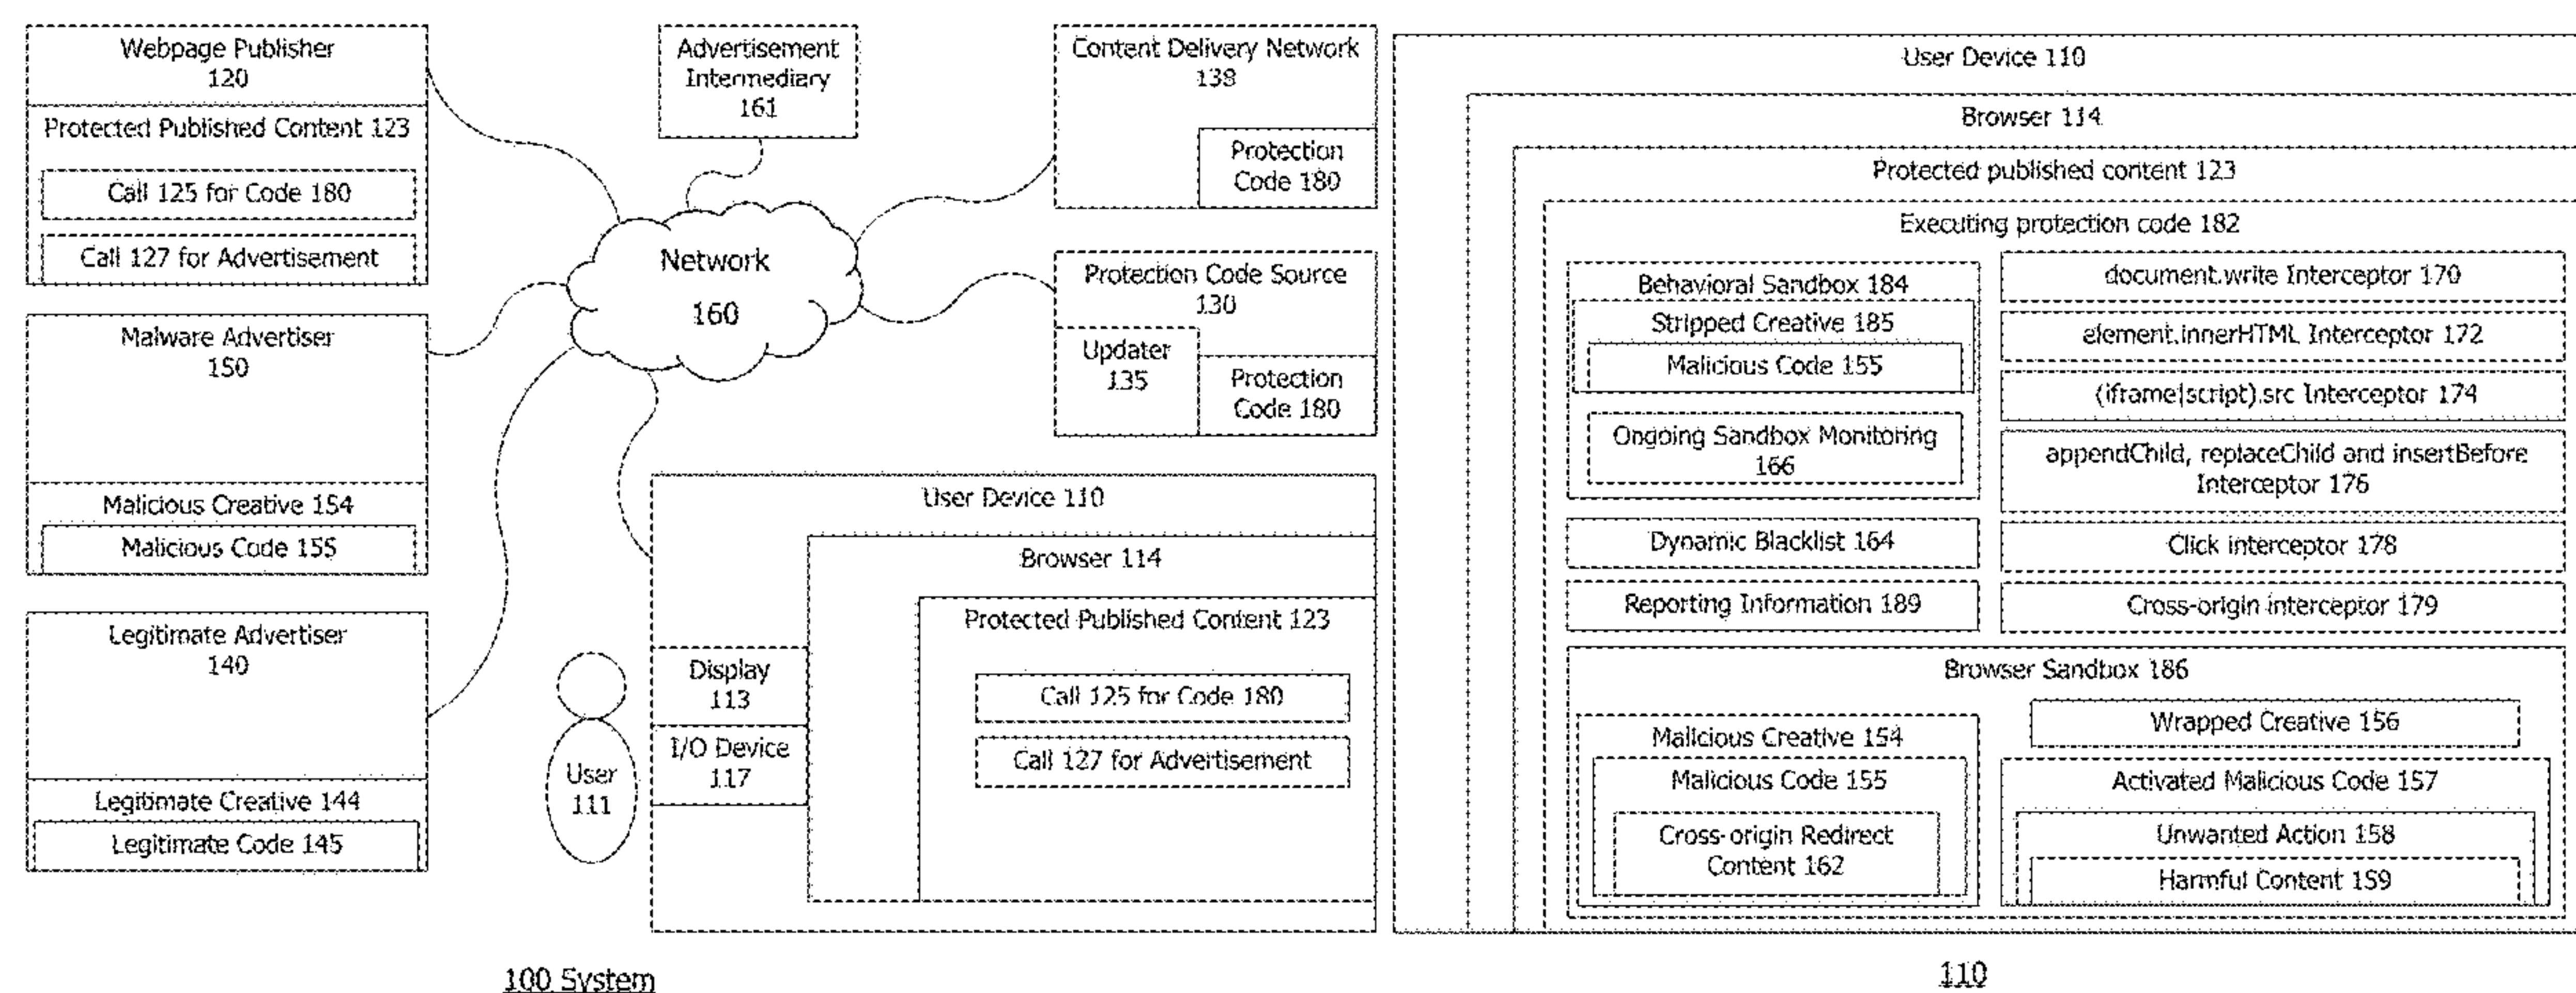 Webpage Publisher
120
Protected Published Content 123
Call 125 for Code 180
Call 127 for Advertisement
Malware Advertiser
150
Malicious Creative 154
Malicious Code 155
Legitimate Advertiser
140
Legitimate Creative 144
Legitimate Code 145
Advertisement
Intermediary
161
Network
160
Content Delivery Network
138
Protection
Code 180
Protection Code Source
130
Updater
135
Protection
Code 180
User Device 110
Browser 114
Protected Published Content 123
Call 125 for Code 180
Call 127 for Advertisement
Display
113
I/O Device
117
User
111
100 System
User Device 110
Browser 114
Protected published content 123
Executing protection code 182
Behavioral Sandbox 184
Stripped Creative 185
Malicious Code 155
Ongoing Sandbox Monitoring
166
Dynamic Blacklist 164
Reporting Information 189
document.write Interceptor 170
element.innerHTML Interceptor 172
(iframe|script).src Interceptor 174
appendChild, replaceChild and insertBefore
Interceptor 176
Click interceptor 178
Cross-origin interceptor 179
Browser Sandbox 186
Malicious Creative 154
Malicious Code 155
Cross-origin Redirect
Content 162
Wrapped Creative 156
Activated Malicious Code 157
Unwanted Action 158
Harmful Content 159
110